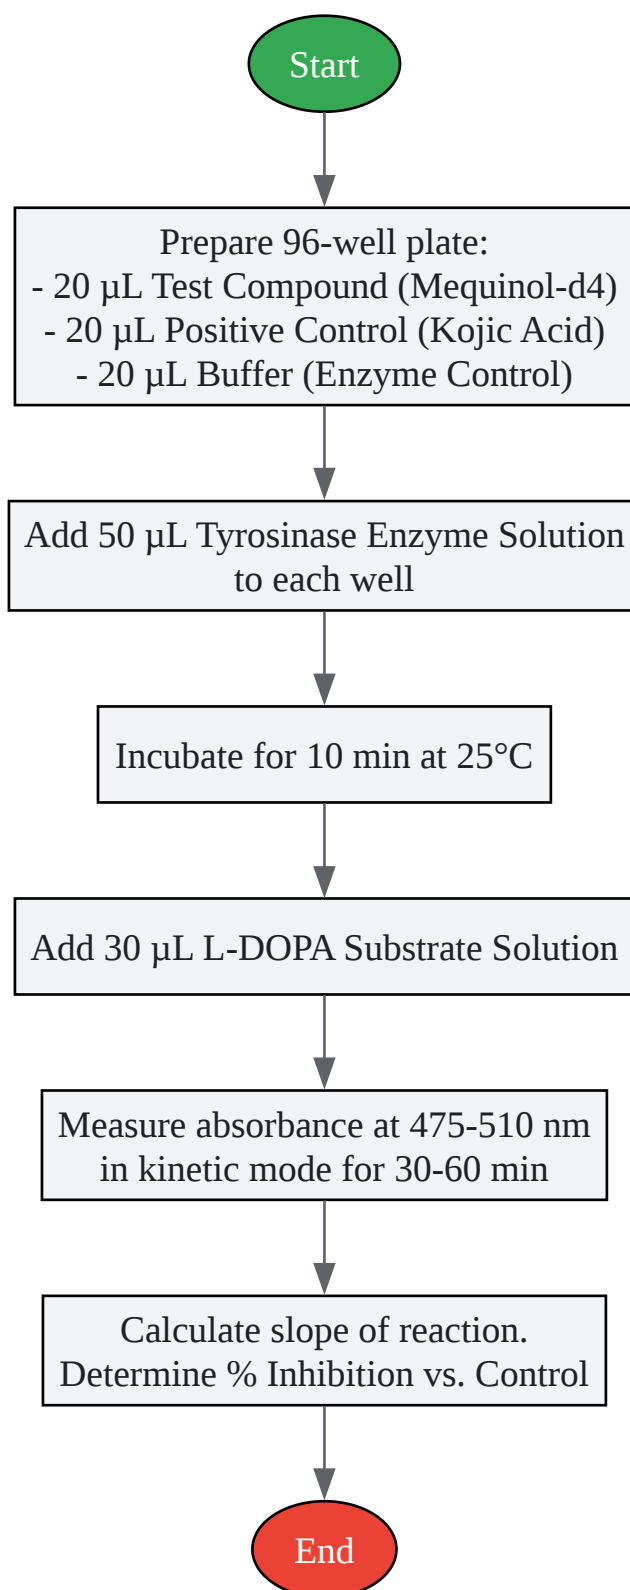 Start
Prepare 96-well plate:
- 20 µL Test Compound (Mequinol-d4)
- 20 µL Positive Control (Kojic Acid)
- 20 µL Buffer (Enzyme Control)
Add 50 µL Tyrosinase Enzyme Solution
to each well
Incubate for 10 min at 25°C
Add 30 µL L-DOPA Substrate Solution
Measure absorbance at 475-510 nm
in kinetic mode for 30-60 min
Calculate slope of reaction.
Determine % Inhibition vs. Control
End